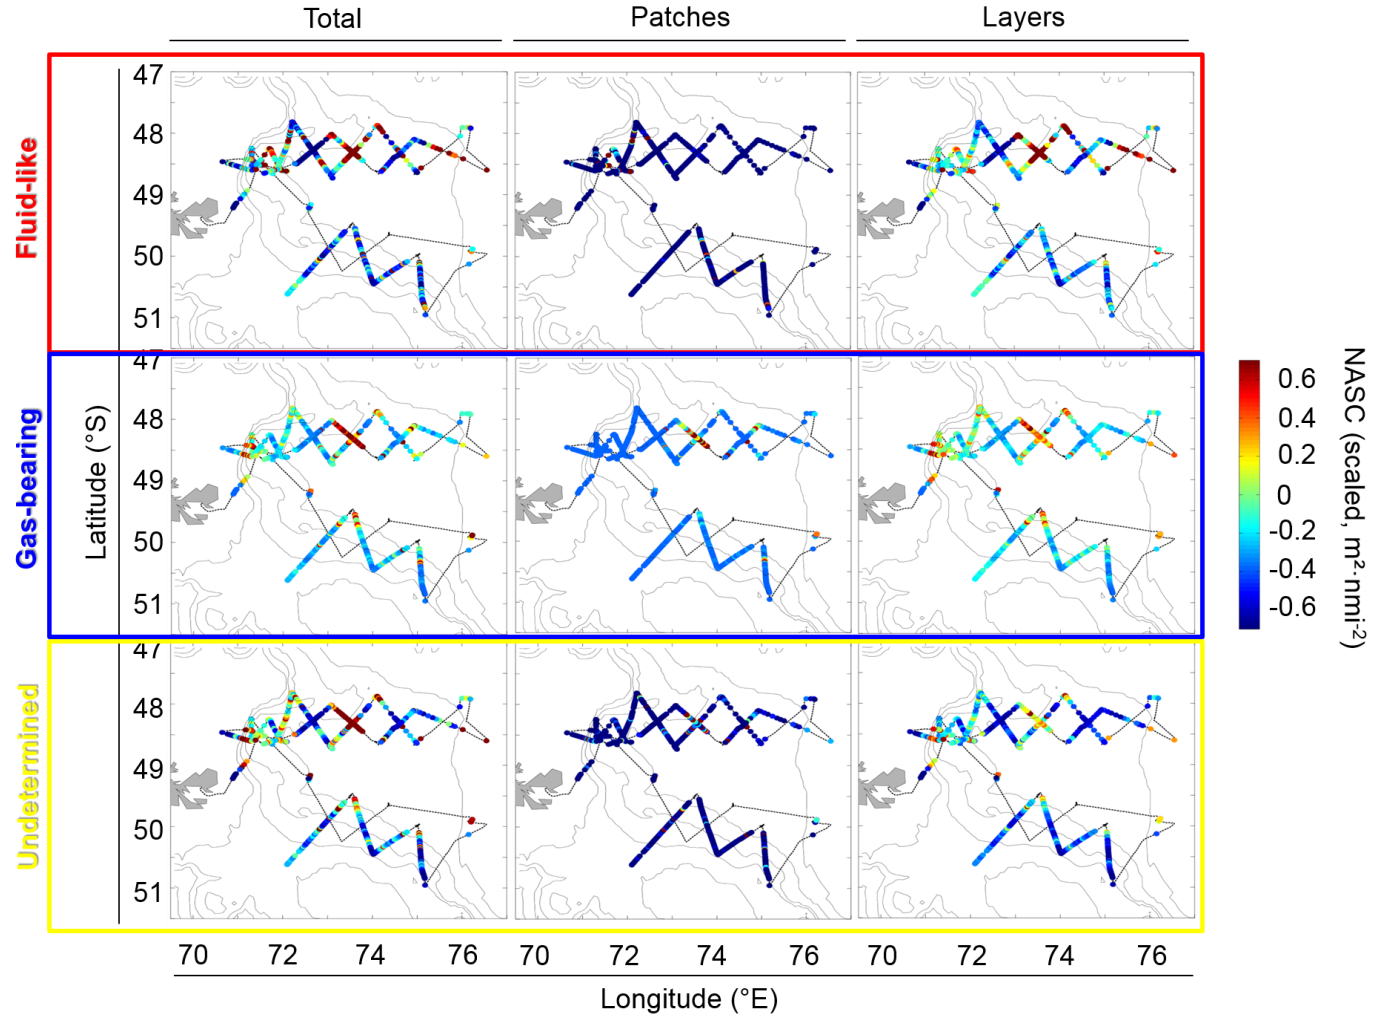 Total Patches Layers
Fluid-like
47
48
49
50
51
Gas-bearing
Latitude (°S)
47
48
49
50
51
Undetermined
47
48
49
50
51
0.6
0.4
0.2
0
-0.2
-0.4
-0.6
NASC (scaled, m²·nmi⁻²)
70 72 74 76 70 72 74 76 70 72 74 76
Longitude (°E)